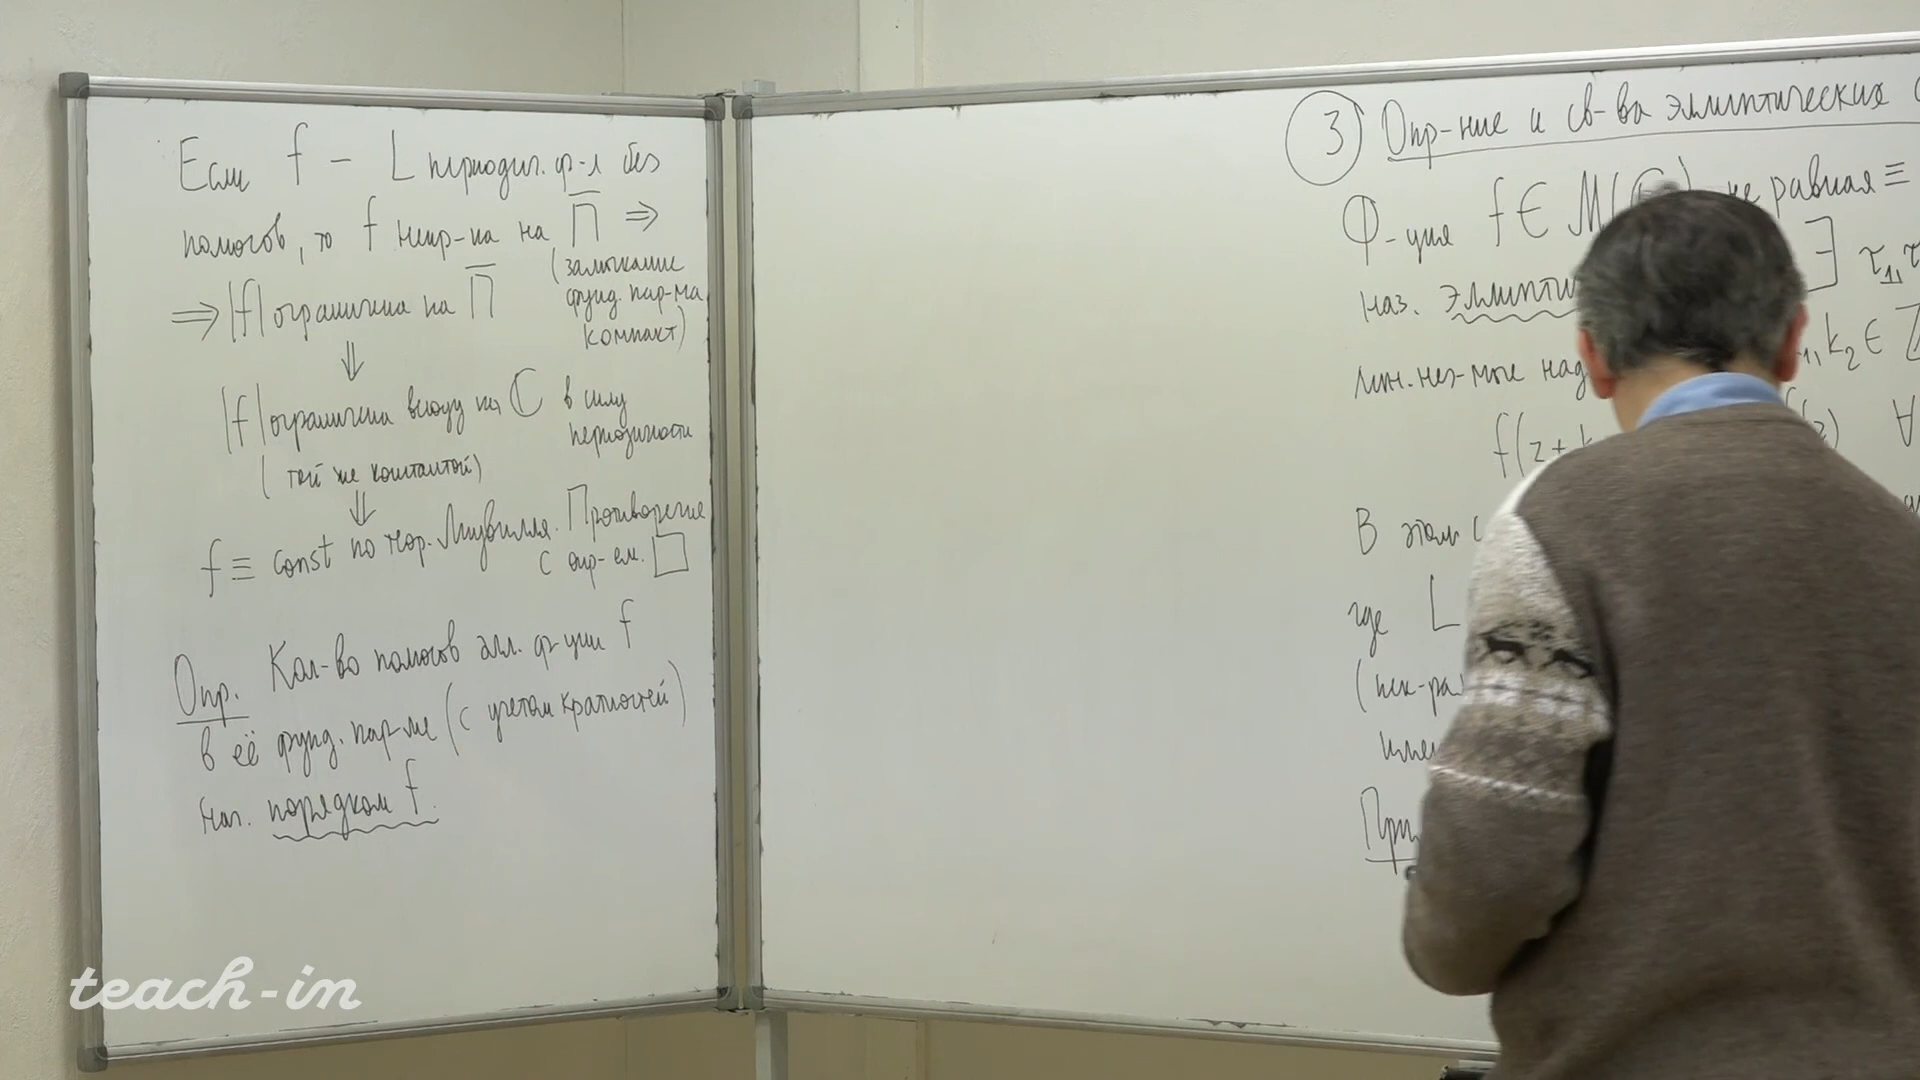 Если f – L периодич. ф-я без
полюсов, то f непр-на на П̅ ⇒
(замыкание
фунд. пар-ма
компакт)
⇒ |f| ограничена на П̅
⇓
|f| ограничена всюду на ℂ в силу
периодичности
(той же константой)
⇓
f ≡ const по теор. Лиувилля. Противоречие
с опр-ем. □
Опр. Кол-во полюсов элл. ф-ции f
в её фунд. пар-ме (с учетом кратностей)
наз. порядком f.
③ Опр-ние и св-ва эллиптических
Ф-ция f ∈ M( не равная ≡
∃ τ₁,
наз.
лин. нез-мые над k₂ ∈ ℤ
f(z+ ∀
В этом
где L
teach-in